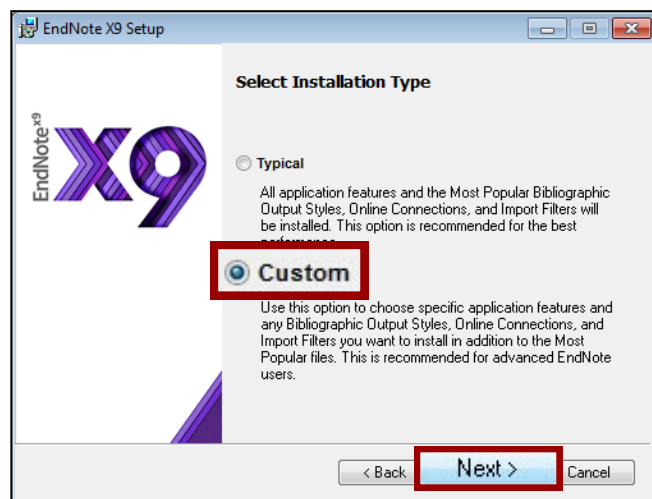 EndNote X9 Setup
Select Installation Type
EndNote x9
X9
Typical
All application features and the Most Popular Bibliographic
Output Styles, Online Connections, and Import Filters will
be installed. This option is recommended for the best
Custom
Use this option to choose specific application features and
any Bibliographic Output Styles, Online Connections, and
Import Filters you want to install in addition to the Most
Popular files. This is recommended for advanced EndNote
users.
< Back Next > Cancel